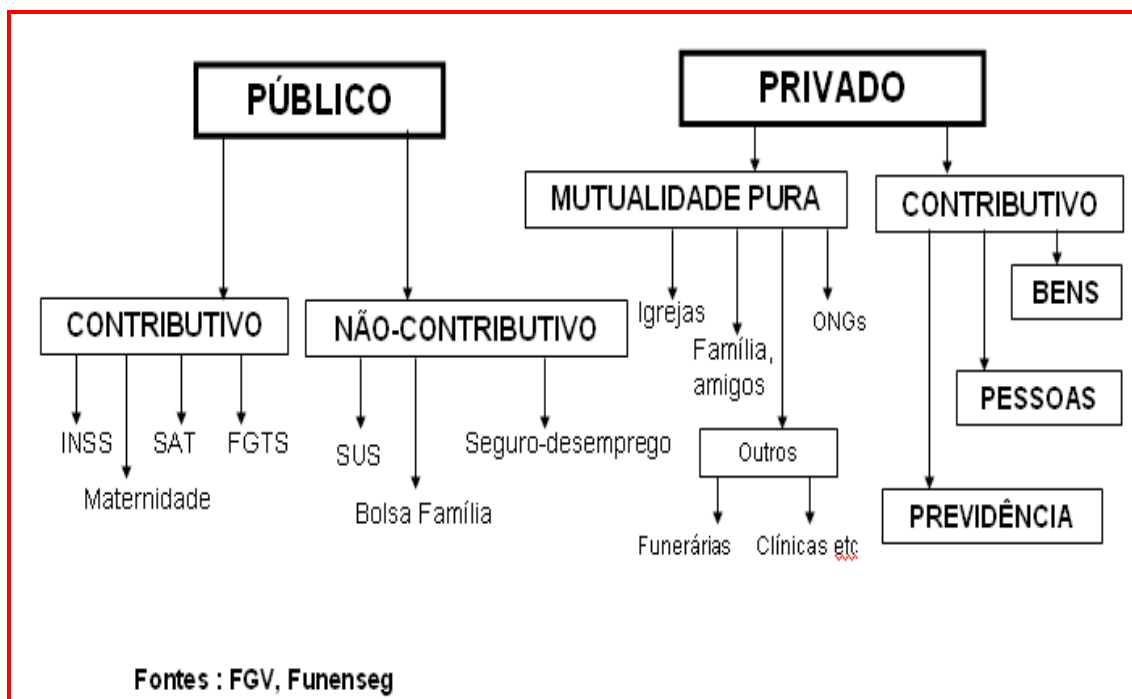 PÚBLICO
PRIVADO
MUTUALIDADE PURA
CONTRIBUTIVO
BENS
PESSOAS
PREVIDÊNCIA
Igrejas
Família,
amigos
ONGs
Outros
Funerárias
Clínicas etc
CONTRIBUTIVO
NÃO-CONTRIBUTIVO
INSS
SAT
FGTS
Maternidade
SUS
Seguro-desemprego
Bolsa Família
Fontes : FGV, Funenseg